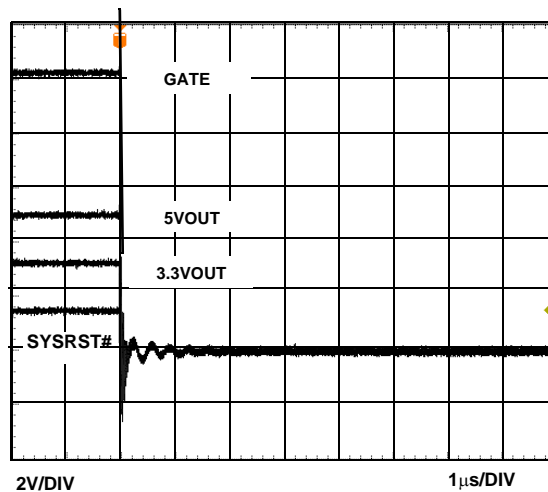 GATE
5VOUT
3.3VOUT
SYSRST#
2V/DIV
1μs/DIV